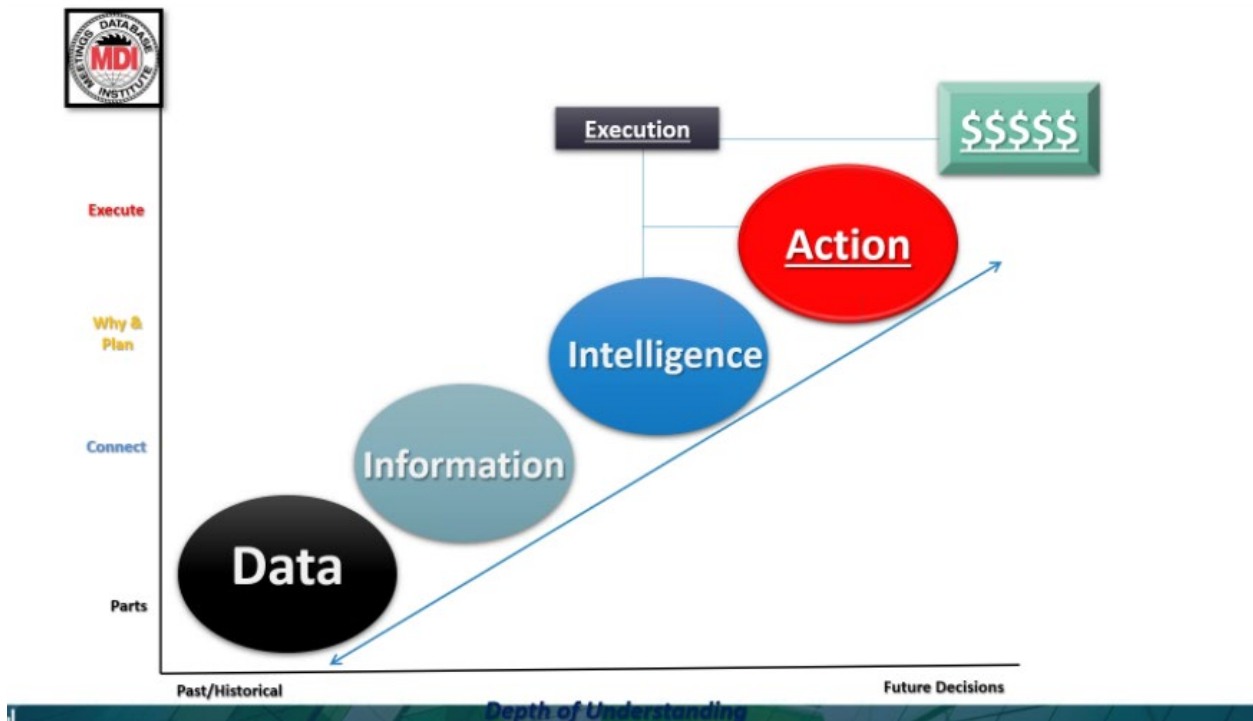 MEETINGS DATABASE INSTITUTE
MDI
Execution
$$$$$
Execute
Action
Why &
Plan
Intelligence
Connect
Information
Data
Parts
Past/Historical
Future Decisions
Depth of Understanding